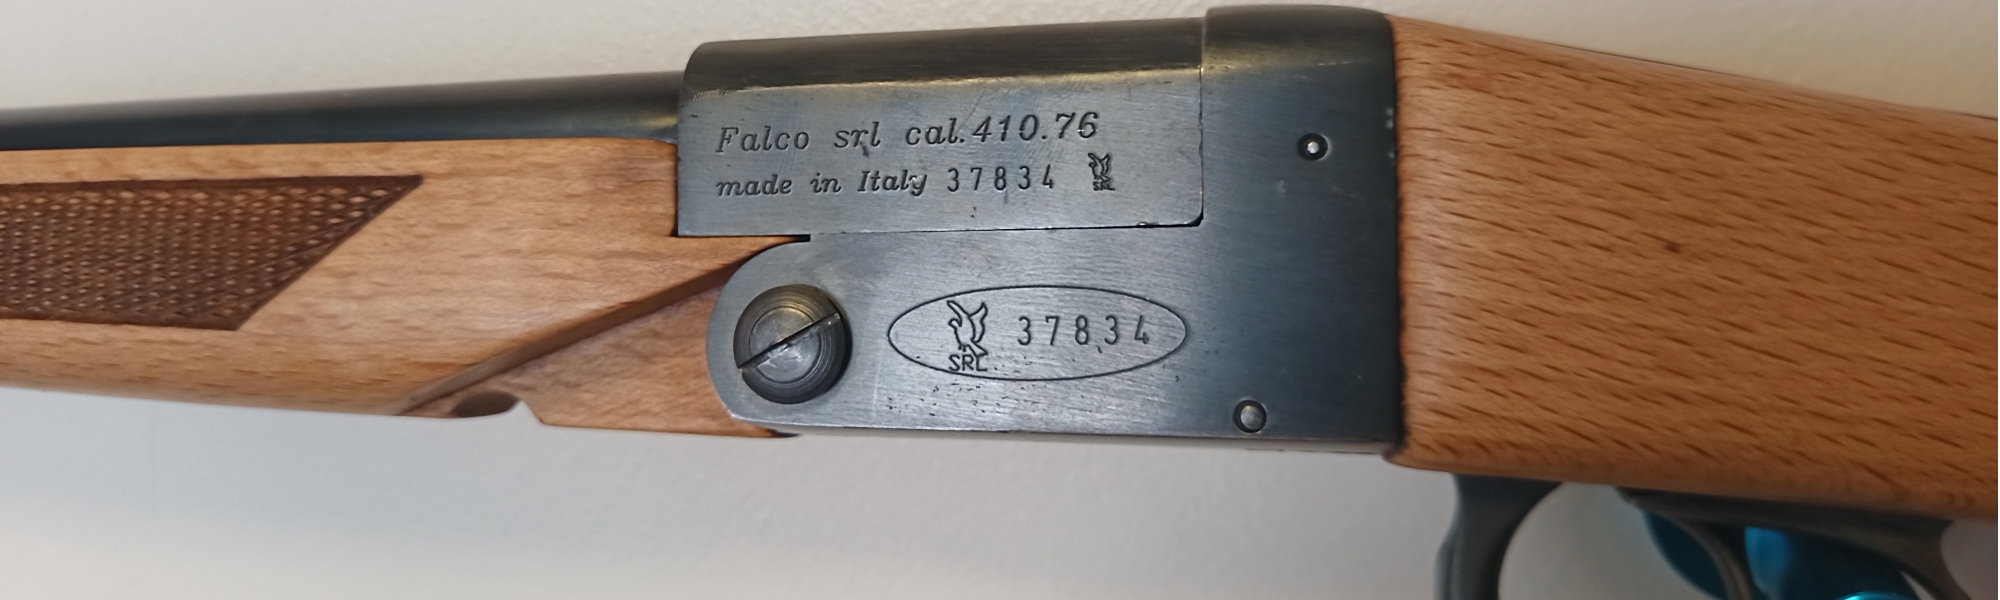 Falco srl cal.410.76
made in Italy 37834 SRL
SRL 37834